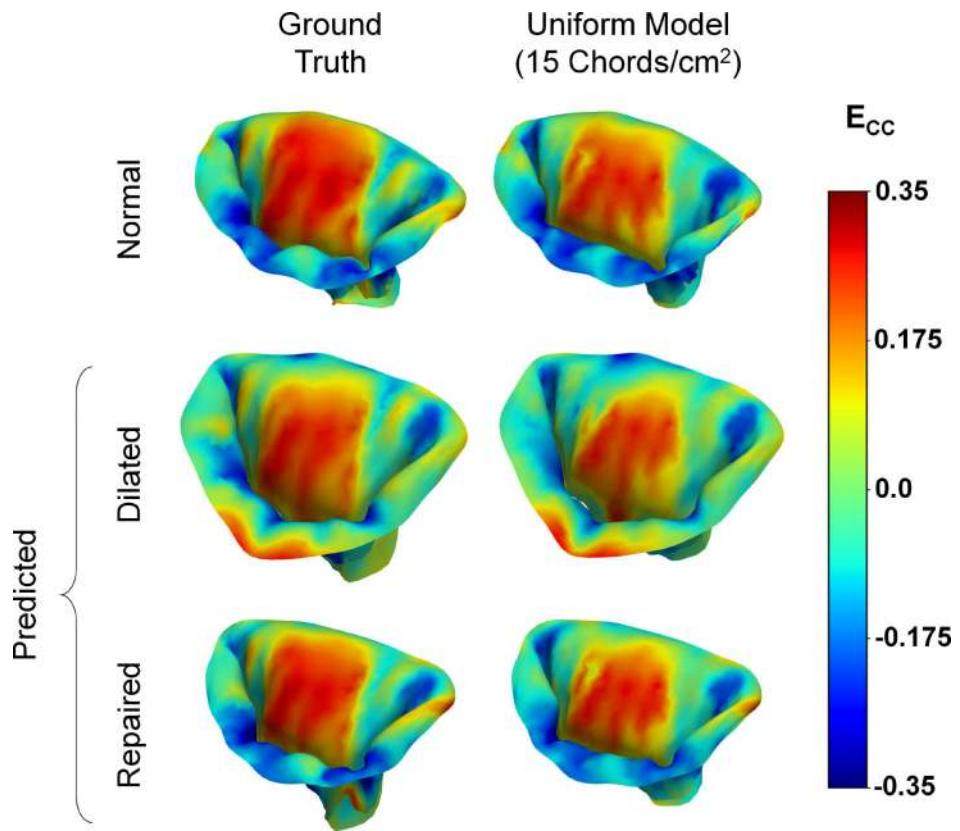 Ground
Truth
Uniform Model
(15 Chords/cm²)
E_CC
Normal
Dilated
Repaired
Predicted
0.35
0.175
0.0
-0.175
-0.35